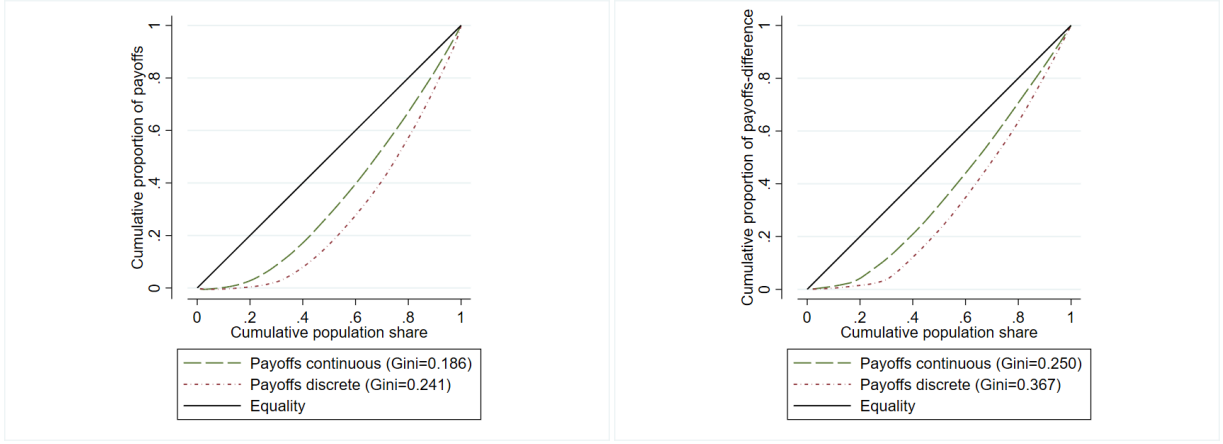 Cumulative proportion of payoffs
1
.8
.6
.4
.2
0
0 .2 .4 .6 .8 1
Cumulative population share
Payoffs continuous (Gini=0.186)
Payoffs discrete (Gini=0.241)
Equality
Cumulative proportion of payoffs-difference
1
.8
.6
.4
.2
0
0 .2 .4 .6 .8 1
Cumulative population share
Payoffs continuous (Gini=0.250)
Payoffs discrete (Gini=0.367)
Equality